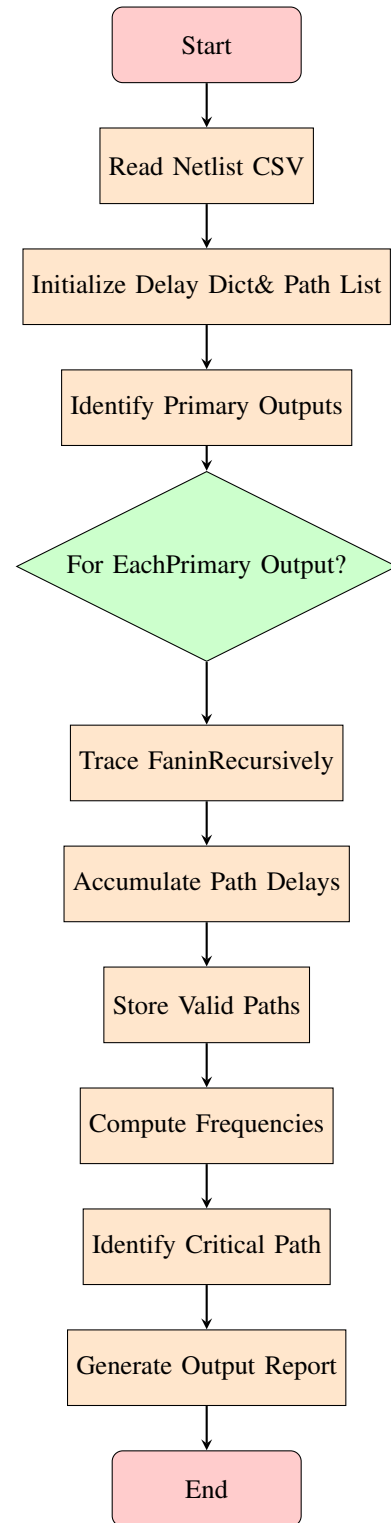 Start
Read Netlist CSV
Initialize Delay Dict& Path List
Identify Primary Outputs
For EachPrimary Output?
Trace FaninRecursively
Accumulate Path Delays
Store Valid Paths
Compute Frequencies
Identify Critical Path
Generate Output Report
End